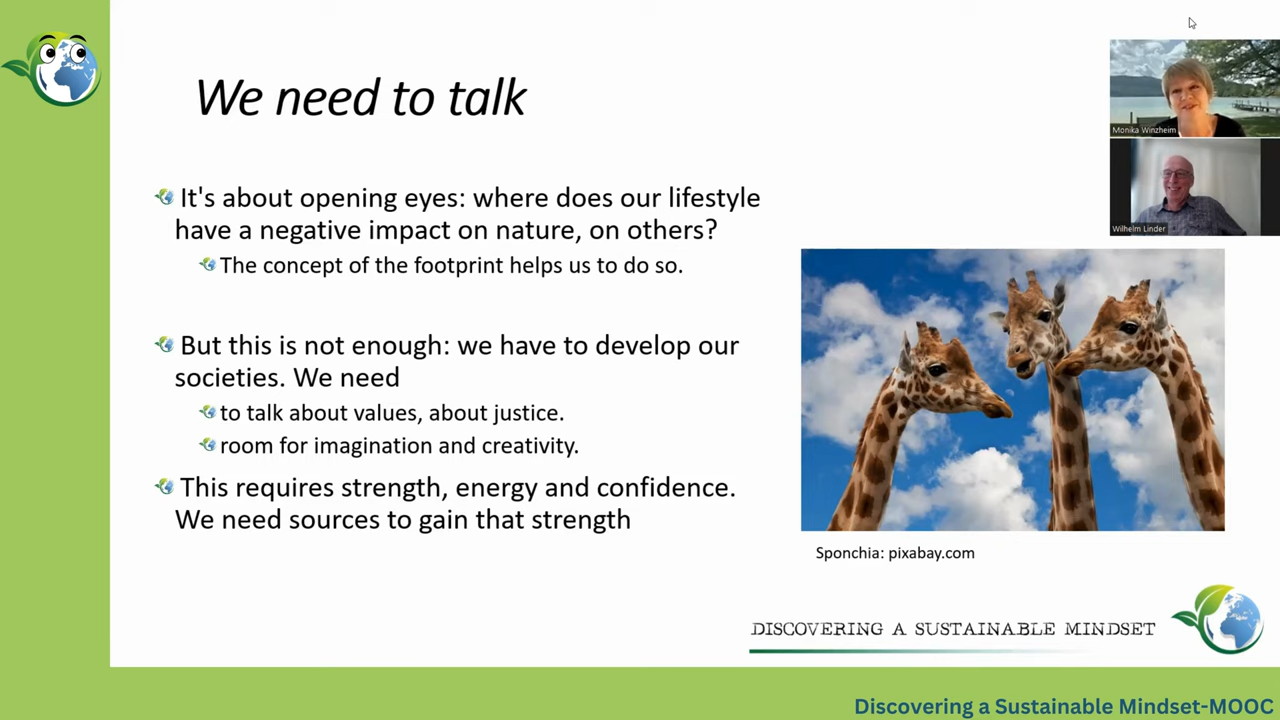 We need to talk
Monika Winzheim
Wilhelm Linder
It's about opening eyes: where does our lifestyle
have a negative impact on nature, on others?
The concept of the footprint helps us to do so.
But this is not enough: we have to develop our
societies. We need
to talk about values, about justice.
room for imagination and creativity.
This requires strength, energy and confidence.
We need sources to gain that strength
Sponchia: pixabay.com
DISCOVERING A SUSTAINABLE MINDSET
Discovering a Sustainable Mindset-MOOC